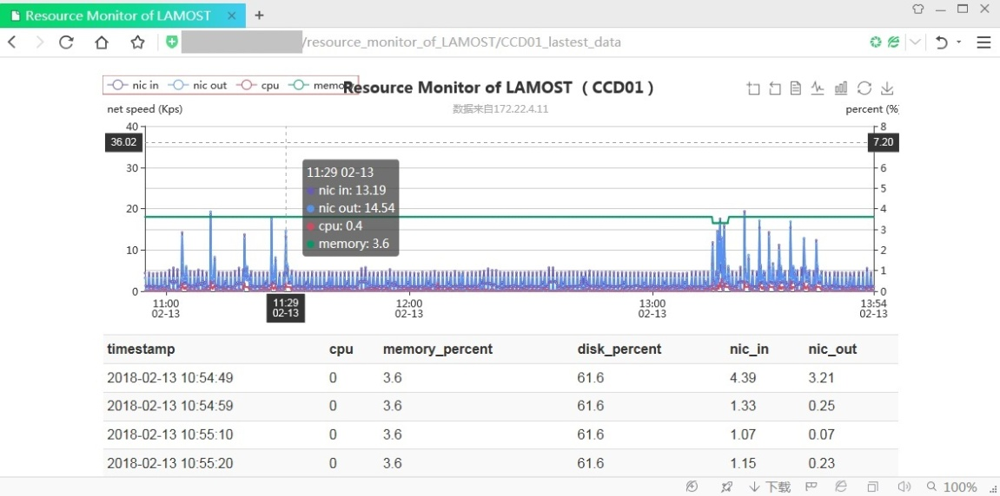 Resource Monitor of LAMOST
/resource_monitor_of_LAMOST/CCD01_lastest_data
nic in nic out cpu memo
Resource Monitor of LAMOST （CCD01）
数据来自172.22.4.11
net speed (Kps) percent (%)
40 8
36.02 7.20
30 6
5
20 4
3
10 2
1
0 0
11:29 02-13
nic in: 13.19
nic out: 14.54
cpu: 0.4
memory: 3.6
11:00 11:29 12:00 13:00 13:54
02-13 02-13 02-13 02-13 02-13
timestamp cpu memory_percent disk_percent nic_in nic_out
2018-02-13 10:54:49 0 3.6 61.6 4.39 3.21
2018-02-13 10:54:59 0 3.6 61.6 1.33 0.25
2018-02-13 10:55:10 0 3.6 61.6 1.07 0.07
2018-02-13 10:55:20 0 3.6 61.6 1.15 0.23
下载 100%